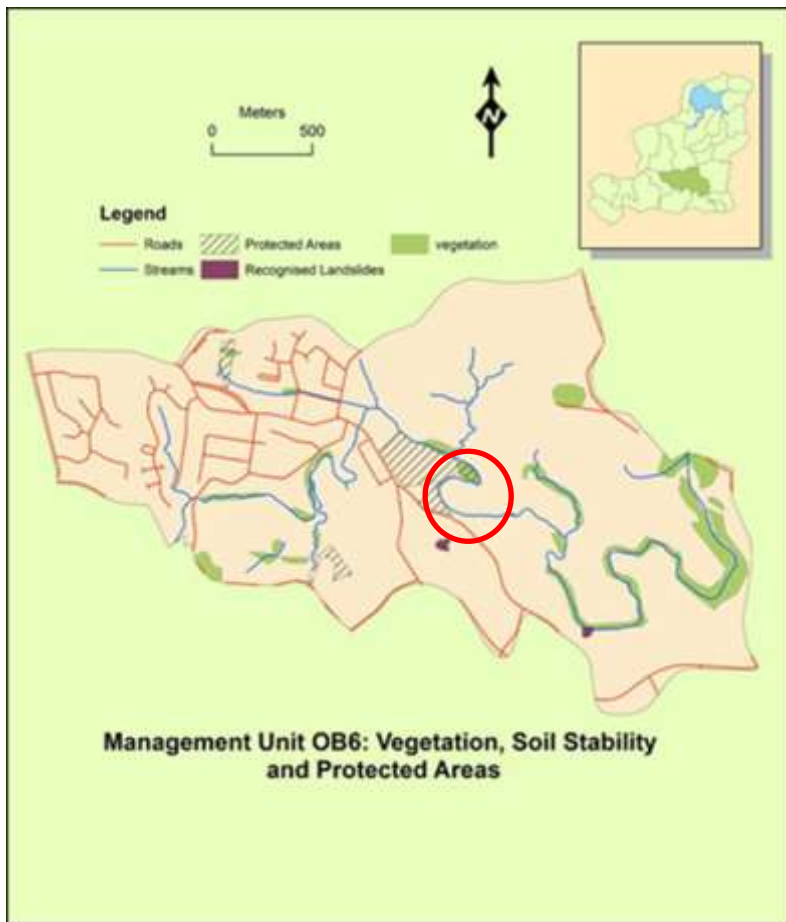 Meters
0 500
N
Legend
Roads Protected Areas vegetation
Streams Recognised Landslides
Management Unit OB6: Vegetation, Soil Stability
and Protected Areas